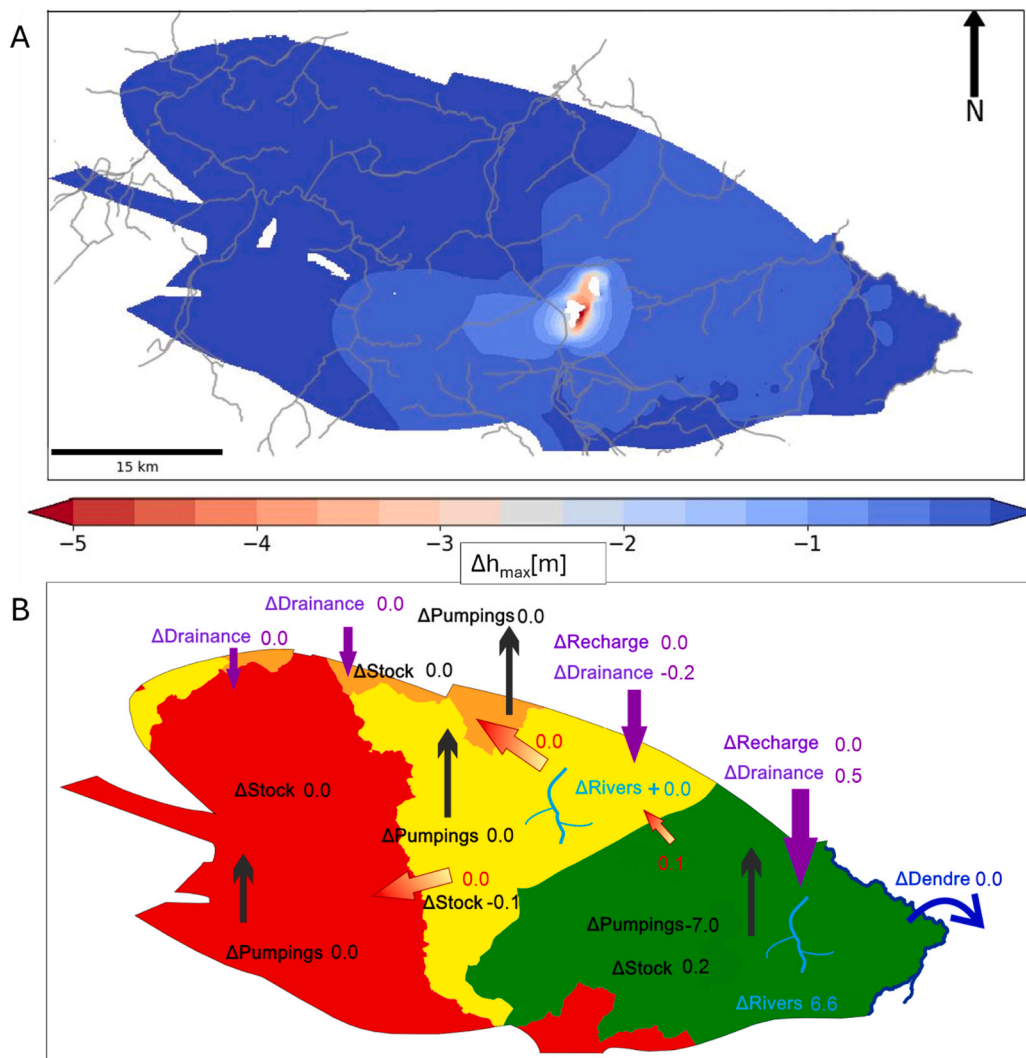 A
N
15 km
−5 −4 −3 −2 −1
Δhmax[m]
B
ΔDrainance 0.0
ΔPumpings 0.0
ΔDrainance 0.0
ΔRecharge 0.0
ΔStock 0.0
ΔDrainance -0.2
0.0
ΔRecharge 0.0
ΔDrainance 0.5
ΔStock 0.0
ΔRivers + 0.0
ΔPumpings 0.0
0.1
0.0
ΔDendre 0.0
ΔStock -0.1
ΔPumpings -7.0
ΔPumpings 0.0
ΔStock 0.2
ΔRivers 6.6